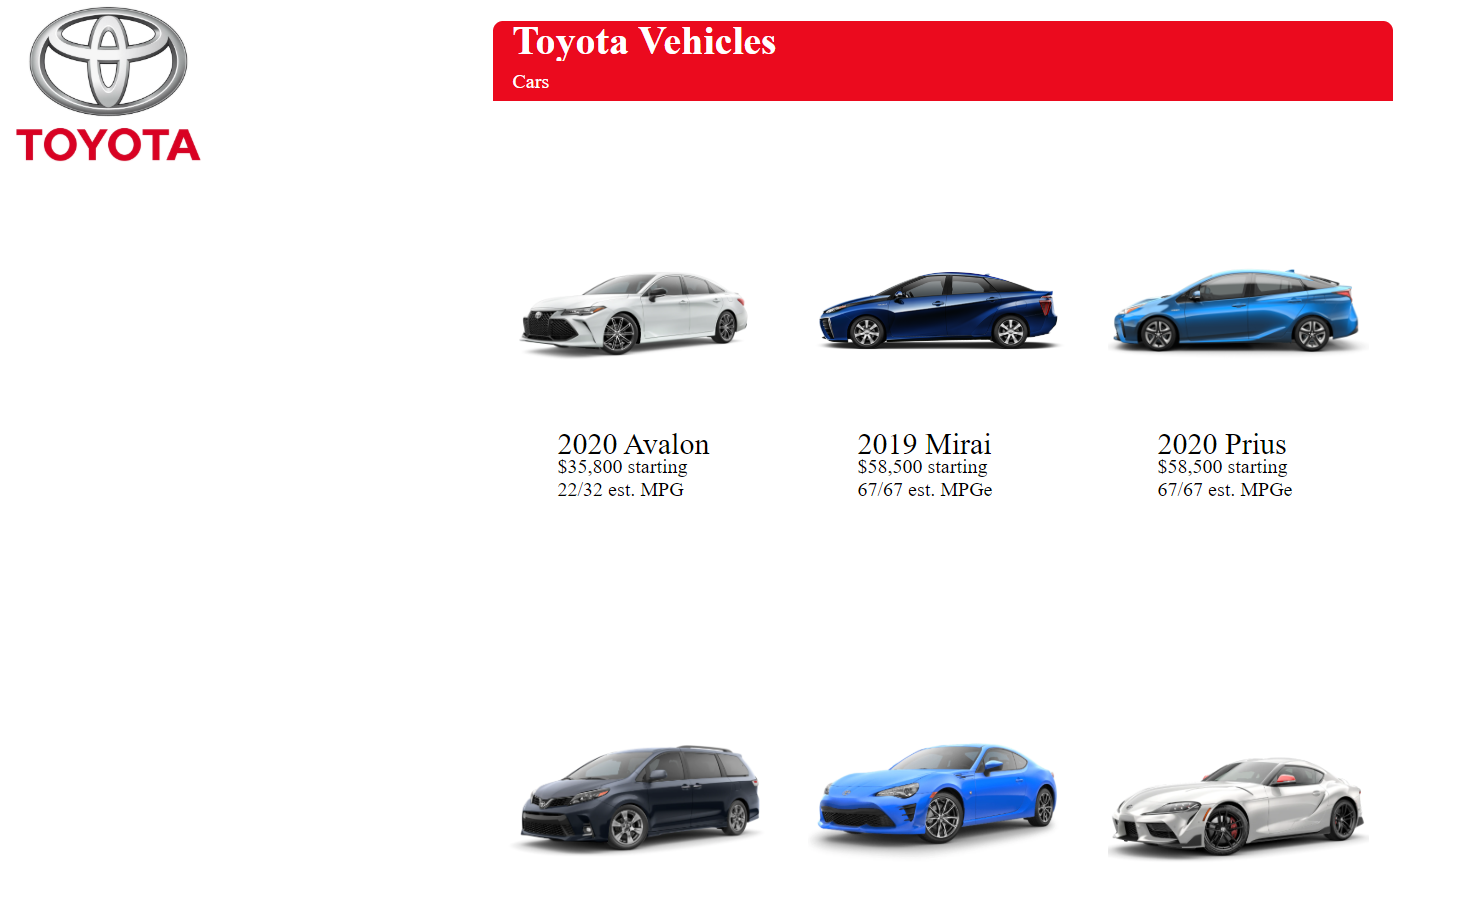 TOYOTA
Toyota Vehicles
Cars
2020 Avalon
$35,800 starting
22/32 est. MPG
2019 Mirai
$58,500 starting
67/67 est. MPGe
2020 Prius
$58,500 starting
67/67 est. MPGe